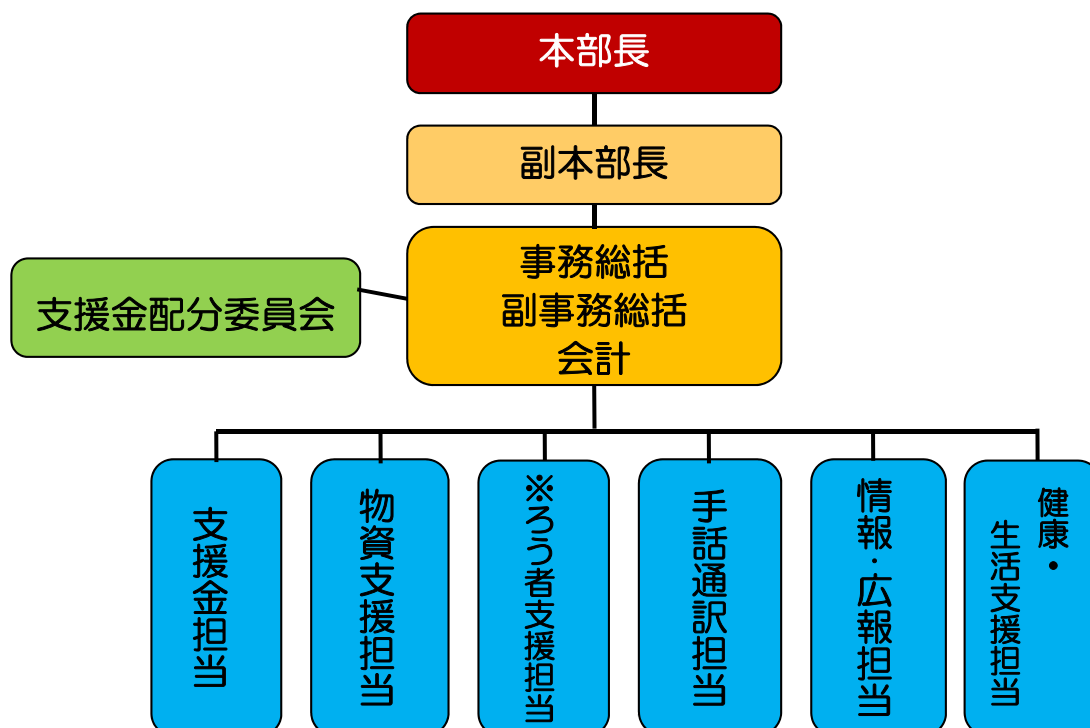 本部長
副本部長
事務総括
副事務総括
会計
支援金配分委員会
支援金担当
物資支援担当
※ろう者支援担当
手話通訳担当
情報・広報担当
健康・
生活支援担当